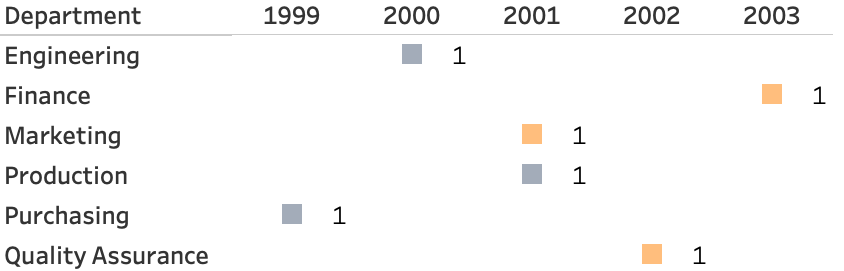 Department 1999 2000 2001 2002 2003
Engineering 1
Finance 1
Marketing 1
Production 1
Purchasing 1
Quality Assurance 1